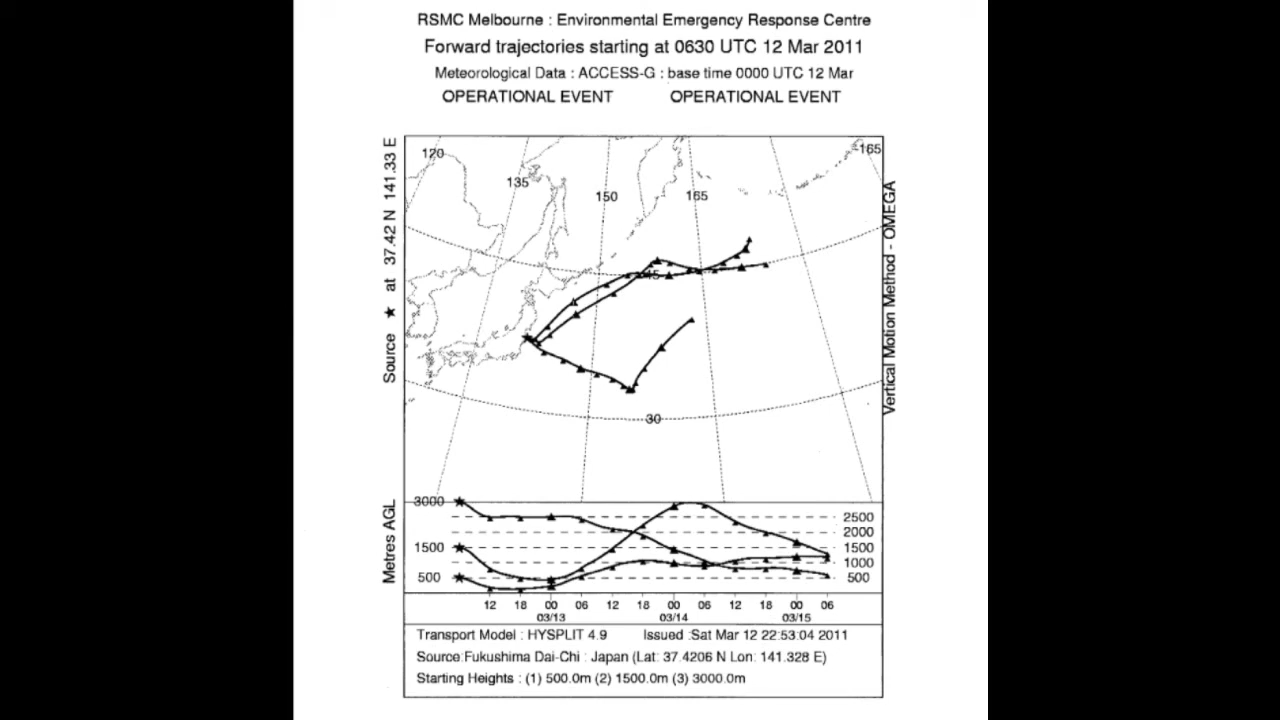 RSMC Melbourne : Environmental Emergency Response Centre
Forward trajectories starting at 0630 UTC 12 Mar 2011
Meteorological Data : ACCESS-G : base time 0000 UTC 12 Mar
OPERATIONAL EVENT OPERATIONAL EVENT
Source ★ at 37.42 N 141.33 E
120
135
150
165
-165
45
30
Vertical Motion Method - OMEGA
Metres AGL
3000
1500
500
2500
2000
1500
1000
500
12 18 00 06 12 18 00 06 12 18 00 06
03/13 03/14 03/15
Transport Model : HYSPLIT 4.9 Issued :Sat Mar 12 22:53:04 2011
Source:Fukushima Dai-Chi : Japan (Lat: 37.4206 N Lon: 141.328 E)
Starting Heights : (1) 500.0m (2) 1500.0m (3) 3000.0m